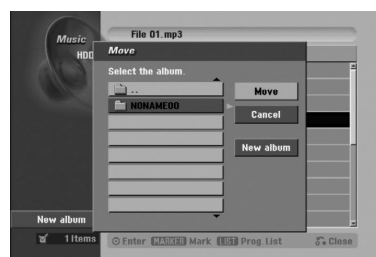 Music
HDD
File 01.mp3
Move
Select the album.
..
NONAME00
Move
Cancel
New album
New album
1 Items
Enter MARKER Mark LIST Prog. List Close